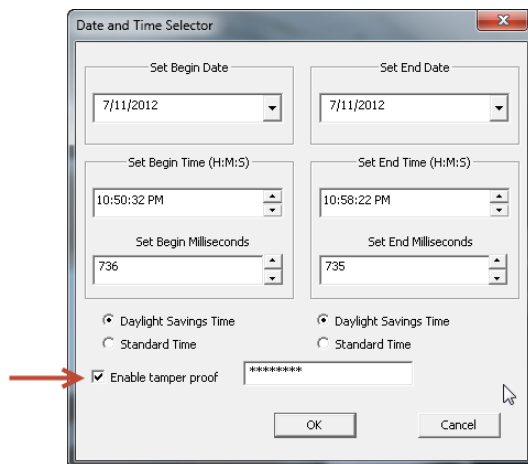 Date and Time Selector
Set Begin Date
Set End Date
7/11/2012
7/11/2012
Set Begin Time (H:M:S)
Set End Time (H:M:S)
10:50:32 PM
10:58:22 PM
Set Begin Milliseconds
Set End Milliseconds
736
735
Daylight Savings Time
Daylight Savings Time
Standard Time
Standard Time
Enable tamper proof
********
OK
Cancel